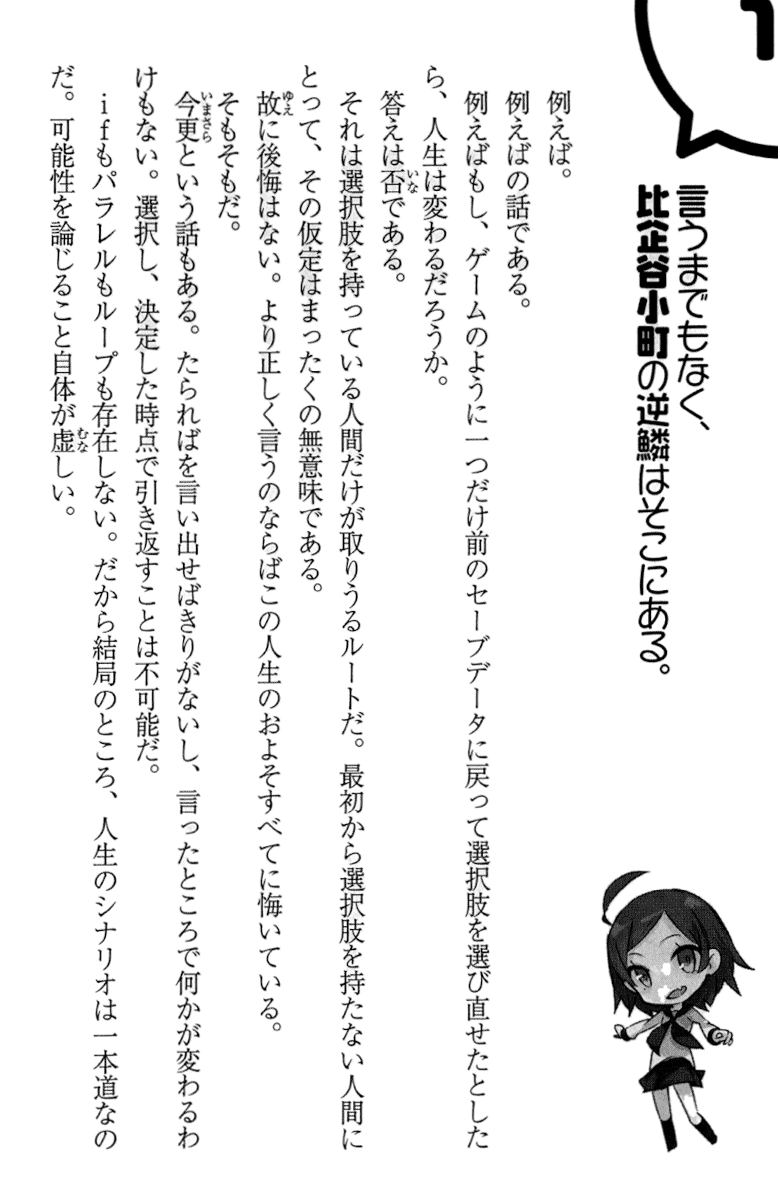 1
言うまでもなく、
比企谷小町の逆鱗はそこにある。
例えば。
例えばの話である。
例えばもし、ゲームのように一つだけ前のセーブデータに戻って選択肢を選び直せたとした
ら、人生は変わるだろうか。
答えは否である。
それは選択肢を持っている人間だけが取りうるルートだ。最初から選択肢を持たない人間に
とって、その仮定はまったくの無意味である。
故に後悔はない。より正しく言うのならばこの人生のおよそすべてに悔いている。
そもそもだ。
今更という話もある。たらればを言い出せばきりがないし、言ったところで何かが変わるわ
けもない。選択し、決定した時点で引き返すことは不可能だ。
ifもパラレルもループも存在しない。だから結局のところ、人生のシナリオは一本道なの
だ。可能性を論じること自体が虚しい。